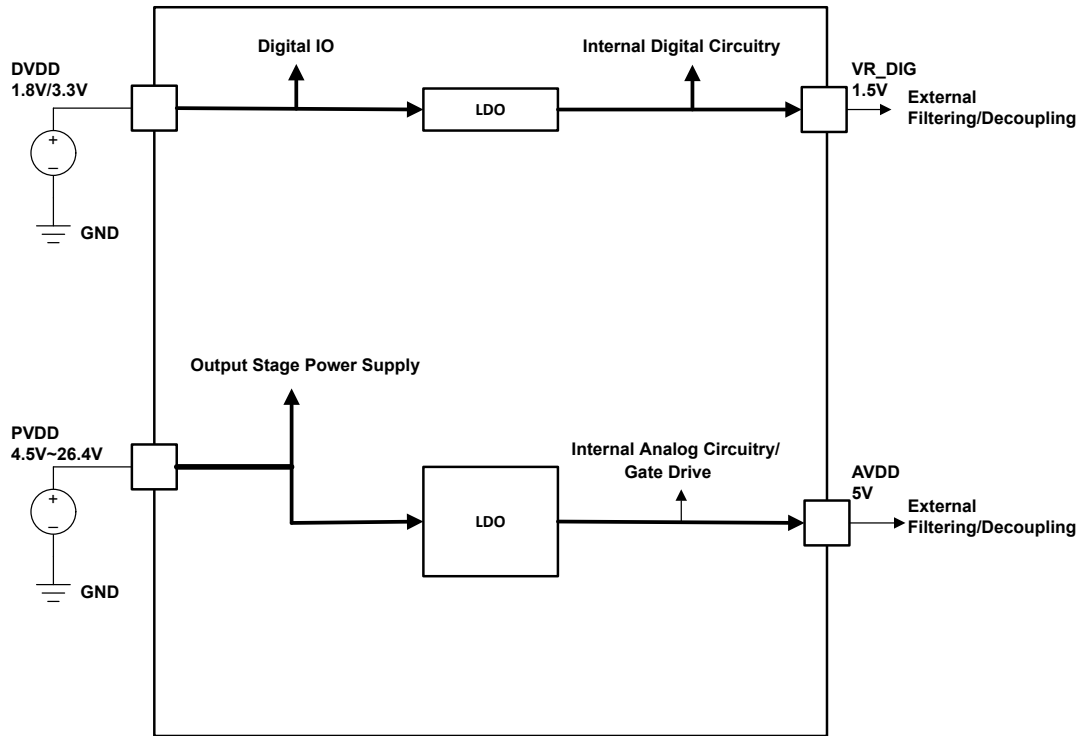 Digital IO
Internal Digital Circuitry
DVDD
1.8V/3.3V
VR_DIG
1.5V
External
Filtering/Decoupling
LDO
+
−
GND
Output Stage Power Supply
PVDD
4.5V~26.4V
Internal Analog Circuitry/
Gate Drive
AVDD
5V
External
Filtering/Decoupling
LDO
+
−
GND